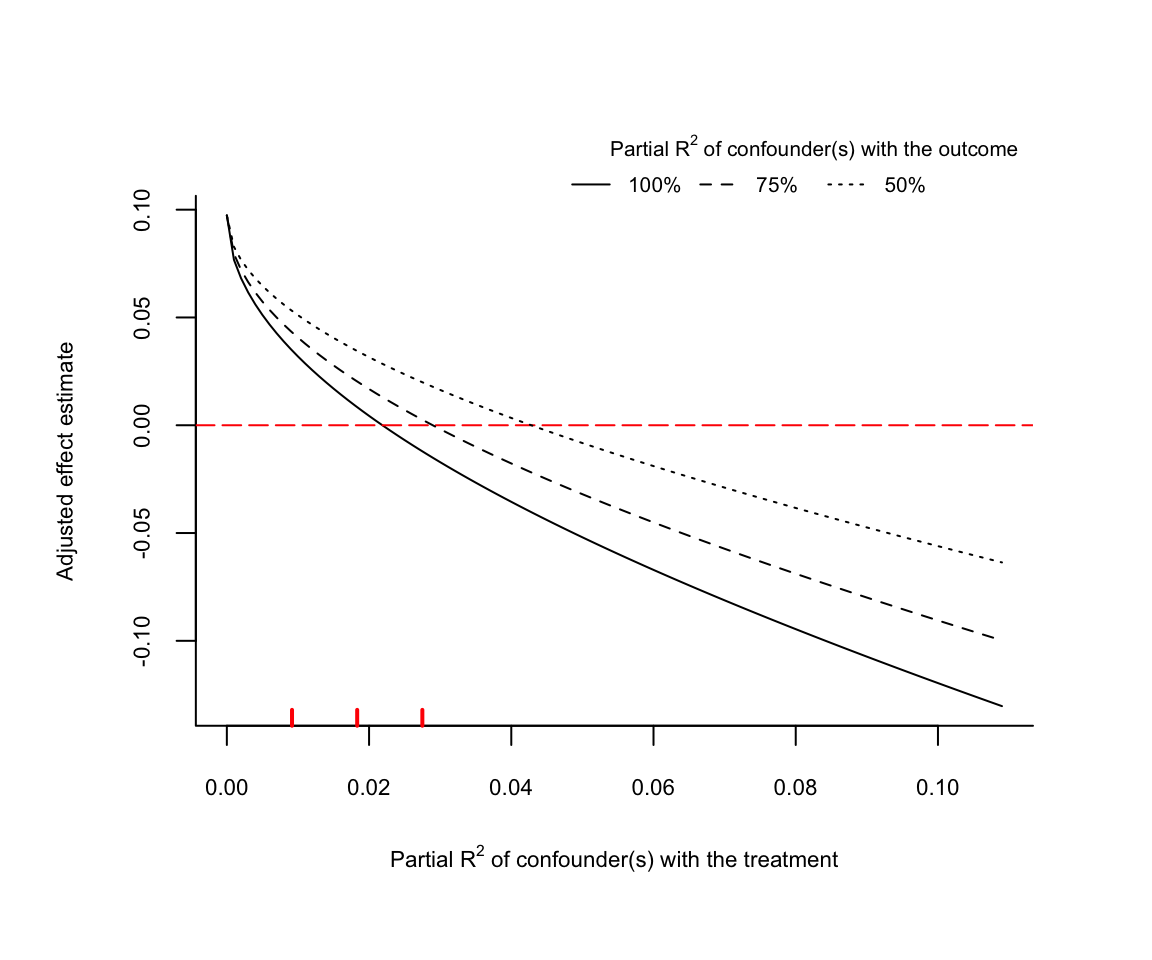 Partial R² of confounder(s) with the outcome
100% 75% 50%
0.10
0.05
0.00
-0.05
-0.10
Adjusted effect estimate
0.00 0.02 0.04 0.06 0.08 0.10
Partial R² of confounder(s) with the treatment